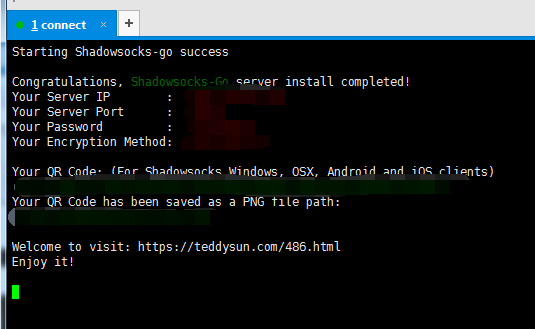 1 connect
Starting Shadowsocks-go success
Congratulations, Shadowsocks-Go server install completed!
Your Server IP        :
Your Server Port      :
Your Password         :
Your Encryption Method:
Your QR Code: (For Shadowsocks Windows, OSX, Android and iOS clients)
Your QR Code has been saved as a PNG file path:
Welcome to visit: https://teddysun.com/486.html
Enjoy it!